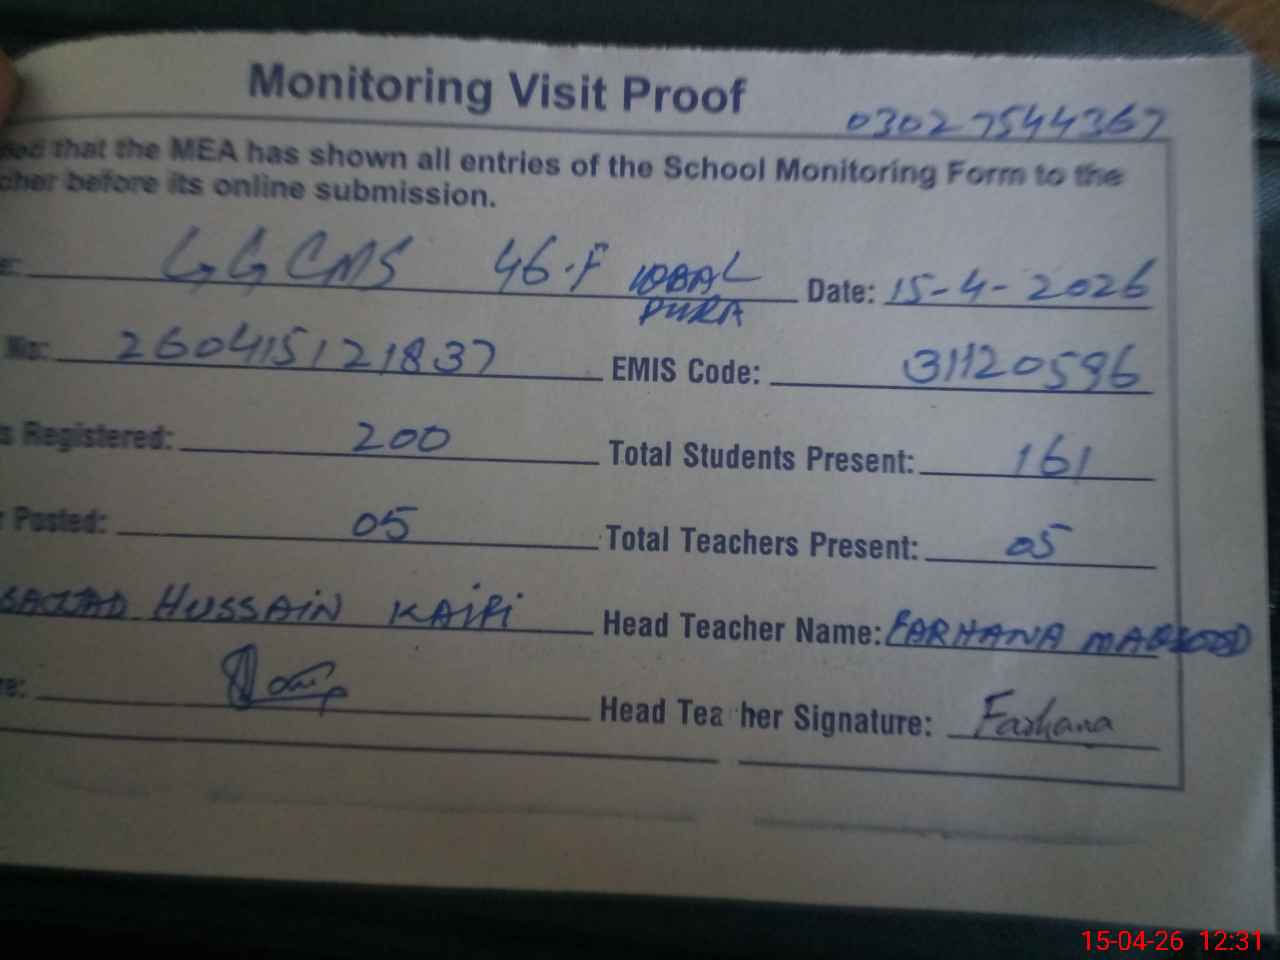 Monitoring Visit Proof
03027544367
that the MEA has shown all entries of the School Monitoring Form to the
before its online submission.
GGCMS 46-F IQBAL PURA Date: 15-4-2026
No: 260415121837 EMIS Code: 31120596
Registered: 200 Total Students Present: 161
Posted: 05 Total Teachers Present: 05
HUSSAIN Head Teacher Name: FARHANA MAQSOOD
Head Teacher Signature: Farhana
15-04-26 12:31